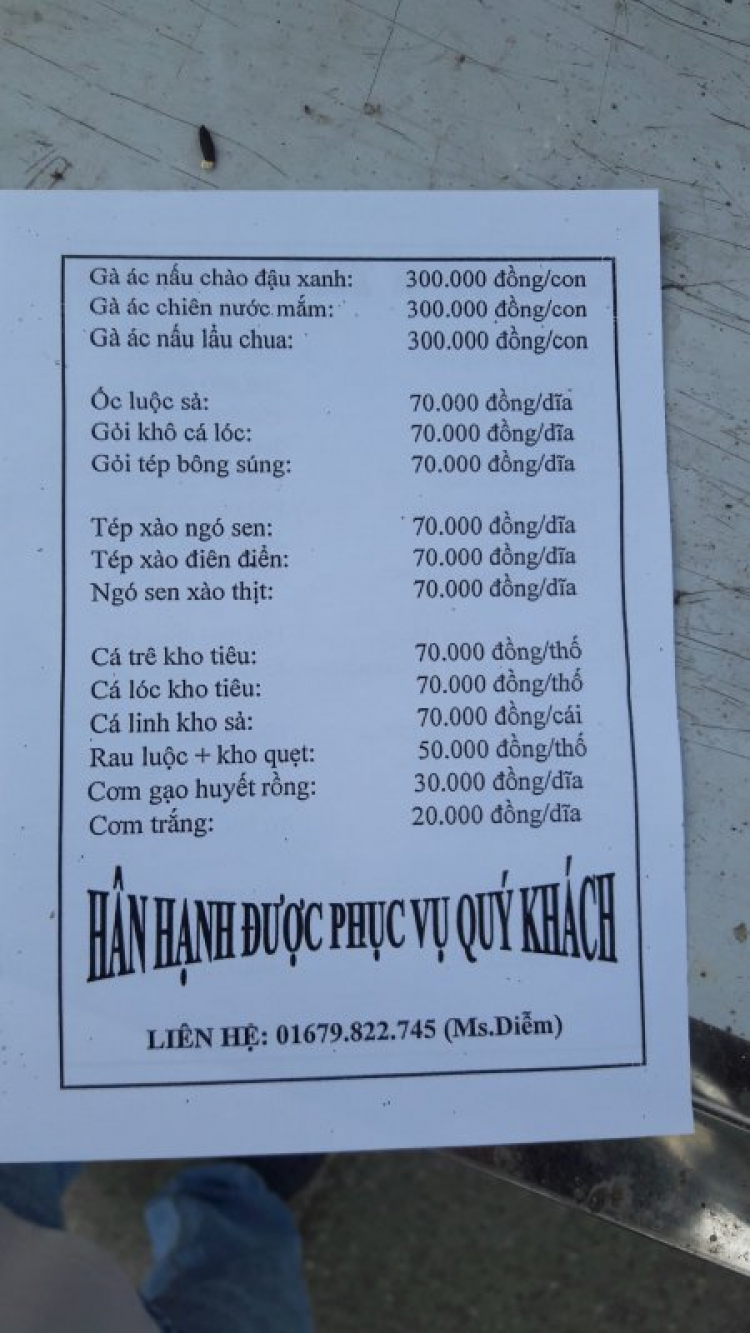 Gà ác nấu chào đậu xanh: 300.000 đồng/con
Gà ác chiên nước mắm: 300.000 đồng/con
Gà ác nấu lẩu chua: 300.000 đồng/con
Ốc luộc sả: 70.000 đồng/dĩa
Gỏi khô cá lóc: 70.000 đồng/dĩa
Gỏi tép bông súng: 70.000 đồng/dĩa
Tép xào ngó sen: 70.000 đồng/dĩa
Tép xào điên điển: 70.000 đồng/dĩa
Ngó sen xào thịt: 70.000 đồng/dĩa
Cá trê kho tiêu: 70.000 đồng/thố
Cá lóc kho tiêu: 70.000 đồng/thố
Cá linh kho sả: 70.000 đồng/cái
Rau luộc + kho quẹt: 50.000 đồng/thố
Cơm gạo huyết rồng: 30.000 đồng/dĩa
Cơm trắng: 20.000 đồng/dĩa
HÂN HẠNH ĐƯỢC PHỤC VỤ QUÝ KHÁCH
LIÊN HỆ: 01679.822.745 (Ms.Diễm)